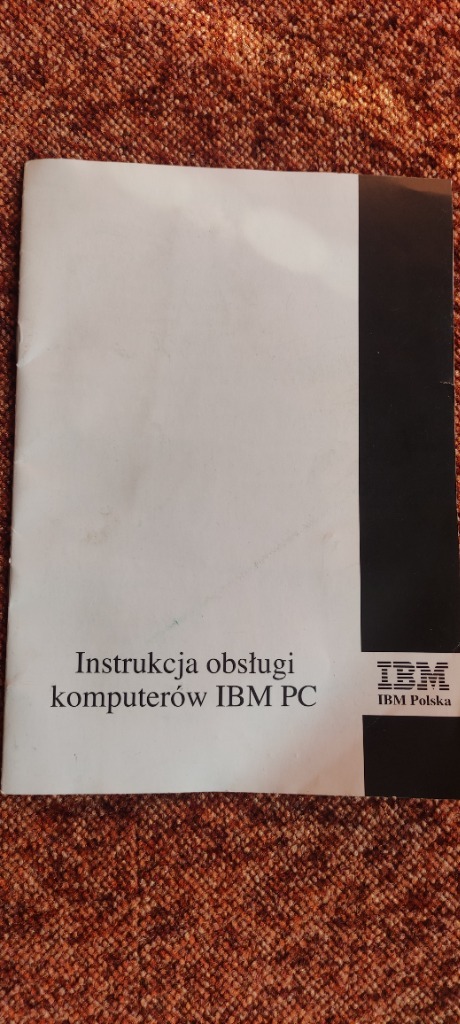 Instrukcja obsługi
komputerów IBM PC
IBM
IBM Polska